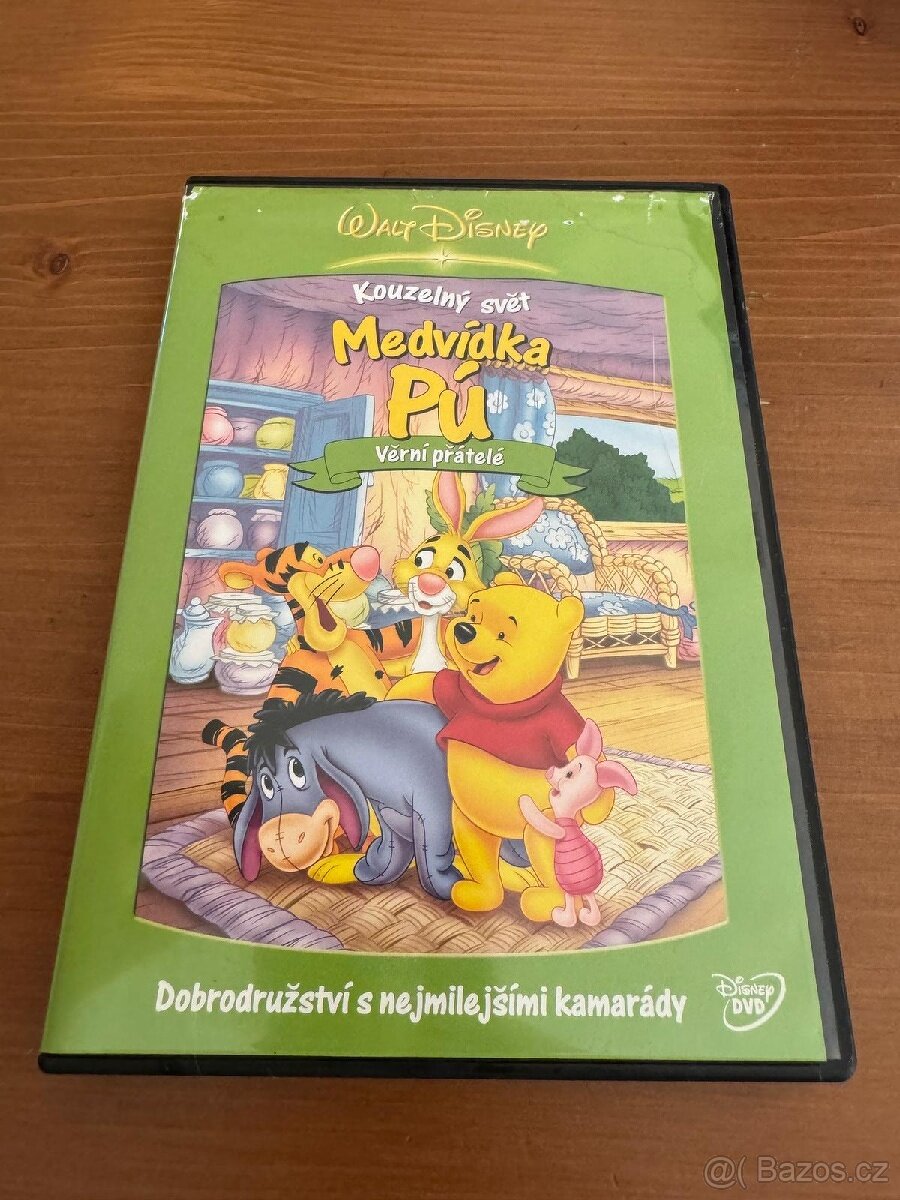 WALT DISNEY
Kouzelný svět
Medvídka
Pú
Věrní přátelé
Dobrodružství s nejmilejšími kamarády
DISNEY
DVD
@( Bazos.cz